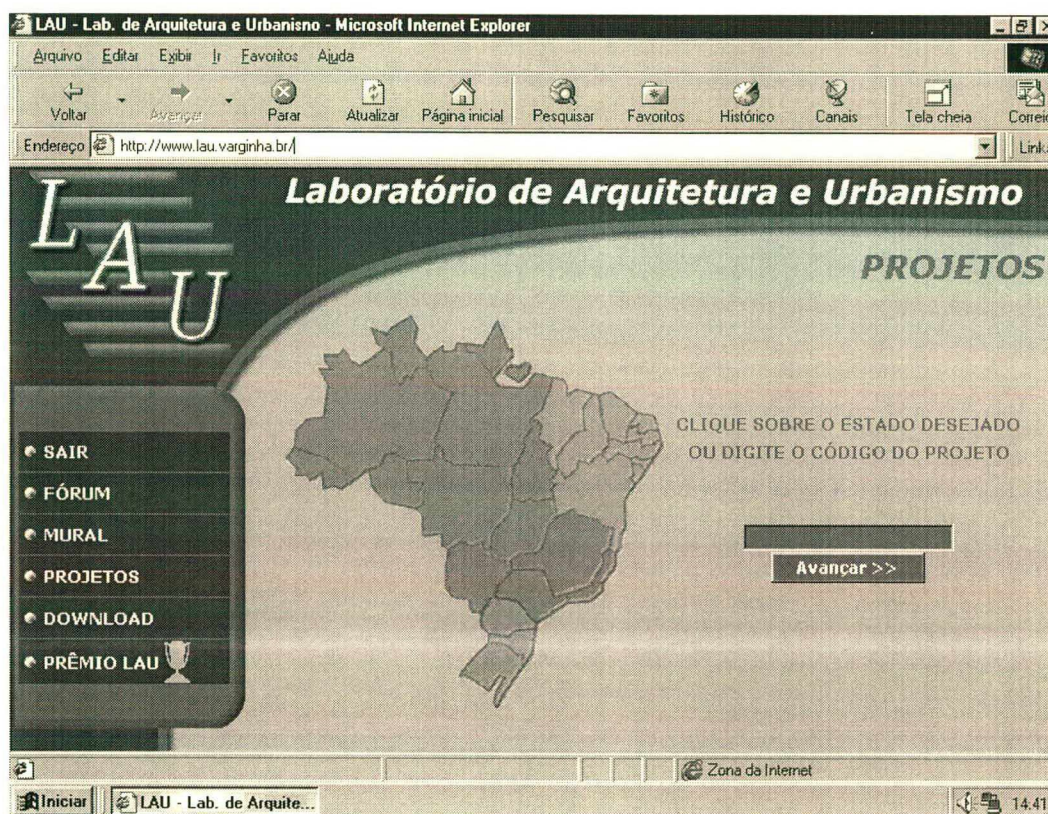 LAU - Lab. de Arquitetura e Urbanisno - Microsoft Internet Explorer
Arquivo Editar Exibir Ir Favoritos Ajuda
Voltar Avançar Parar Atualizar Página inicial Pesquisar Favoritos Histórico Canais Tela cheia Correio
Endereço http://www.lau.varginha.br/ Links
LAU
Laboratório de Arquitetura e Urbanismo
PROJETOS
CLIQUE SOBRE O ESTADO DESEJADO
OU DIGITE O CÓDIGO DO PROJETO
Avançar >>
SAIR
FÓRUM
MURAL
PROJETOS
DOWNLOAD
PRÊMIO LAU
Zona da Internet
Iniciar LAU - Lab. de Arquite... 14:41